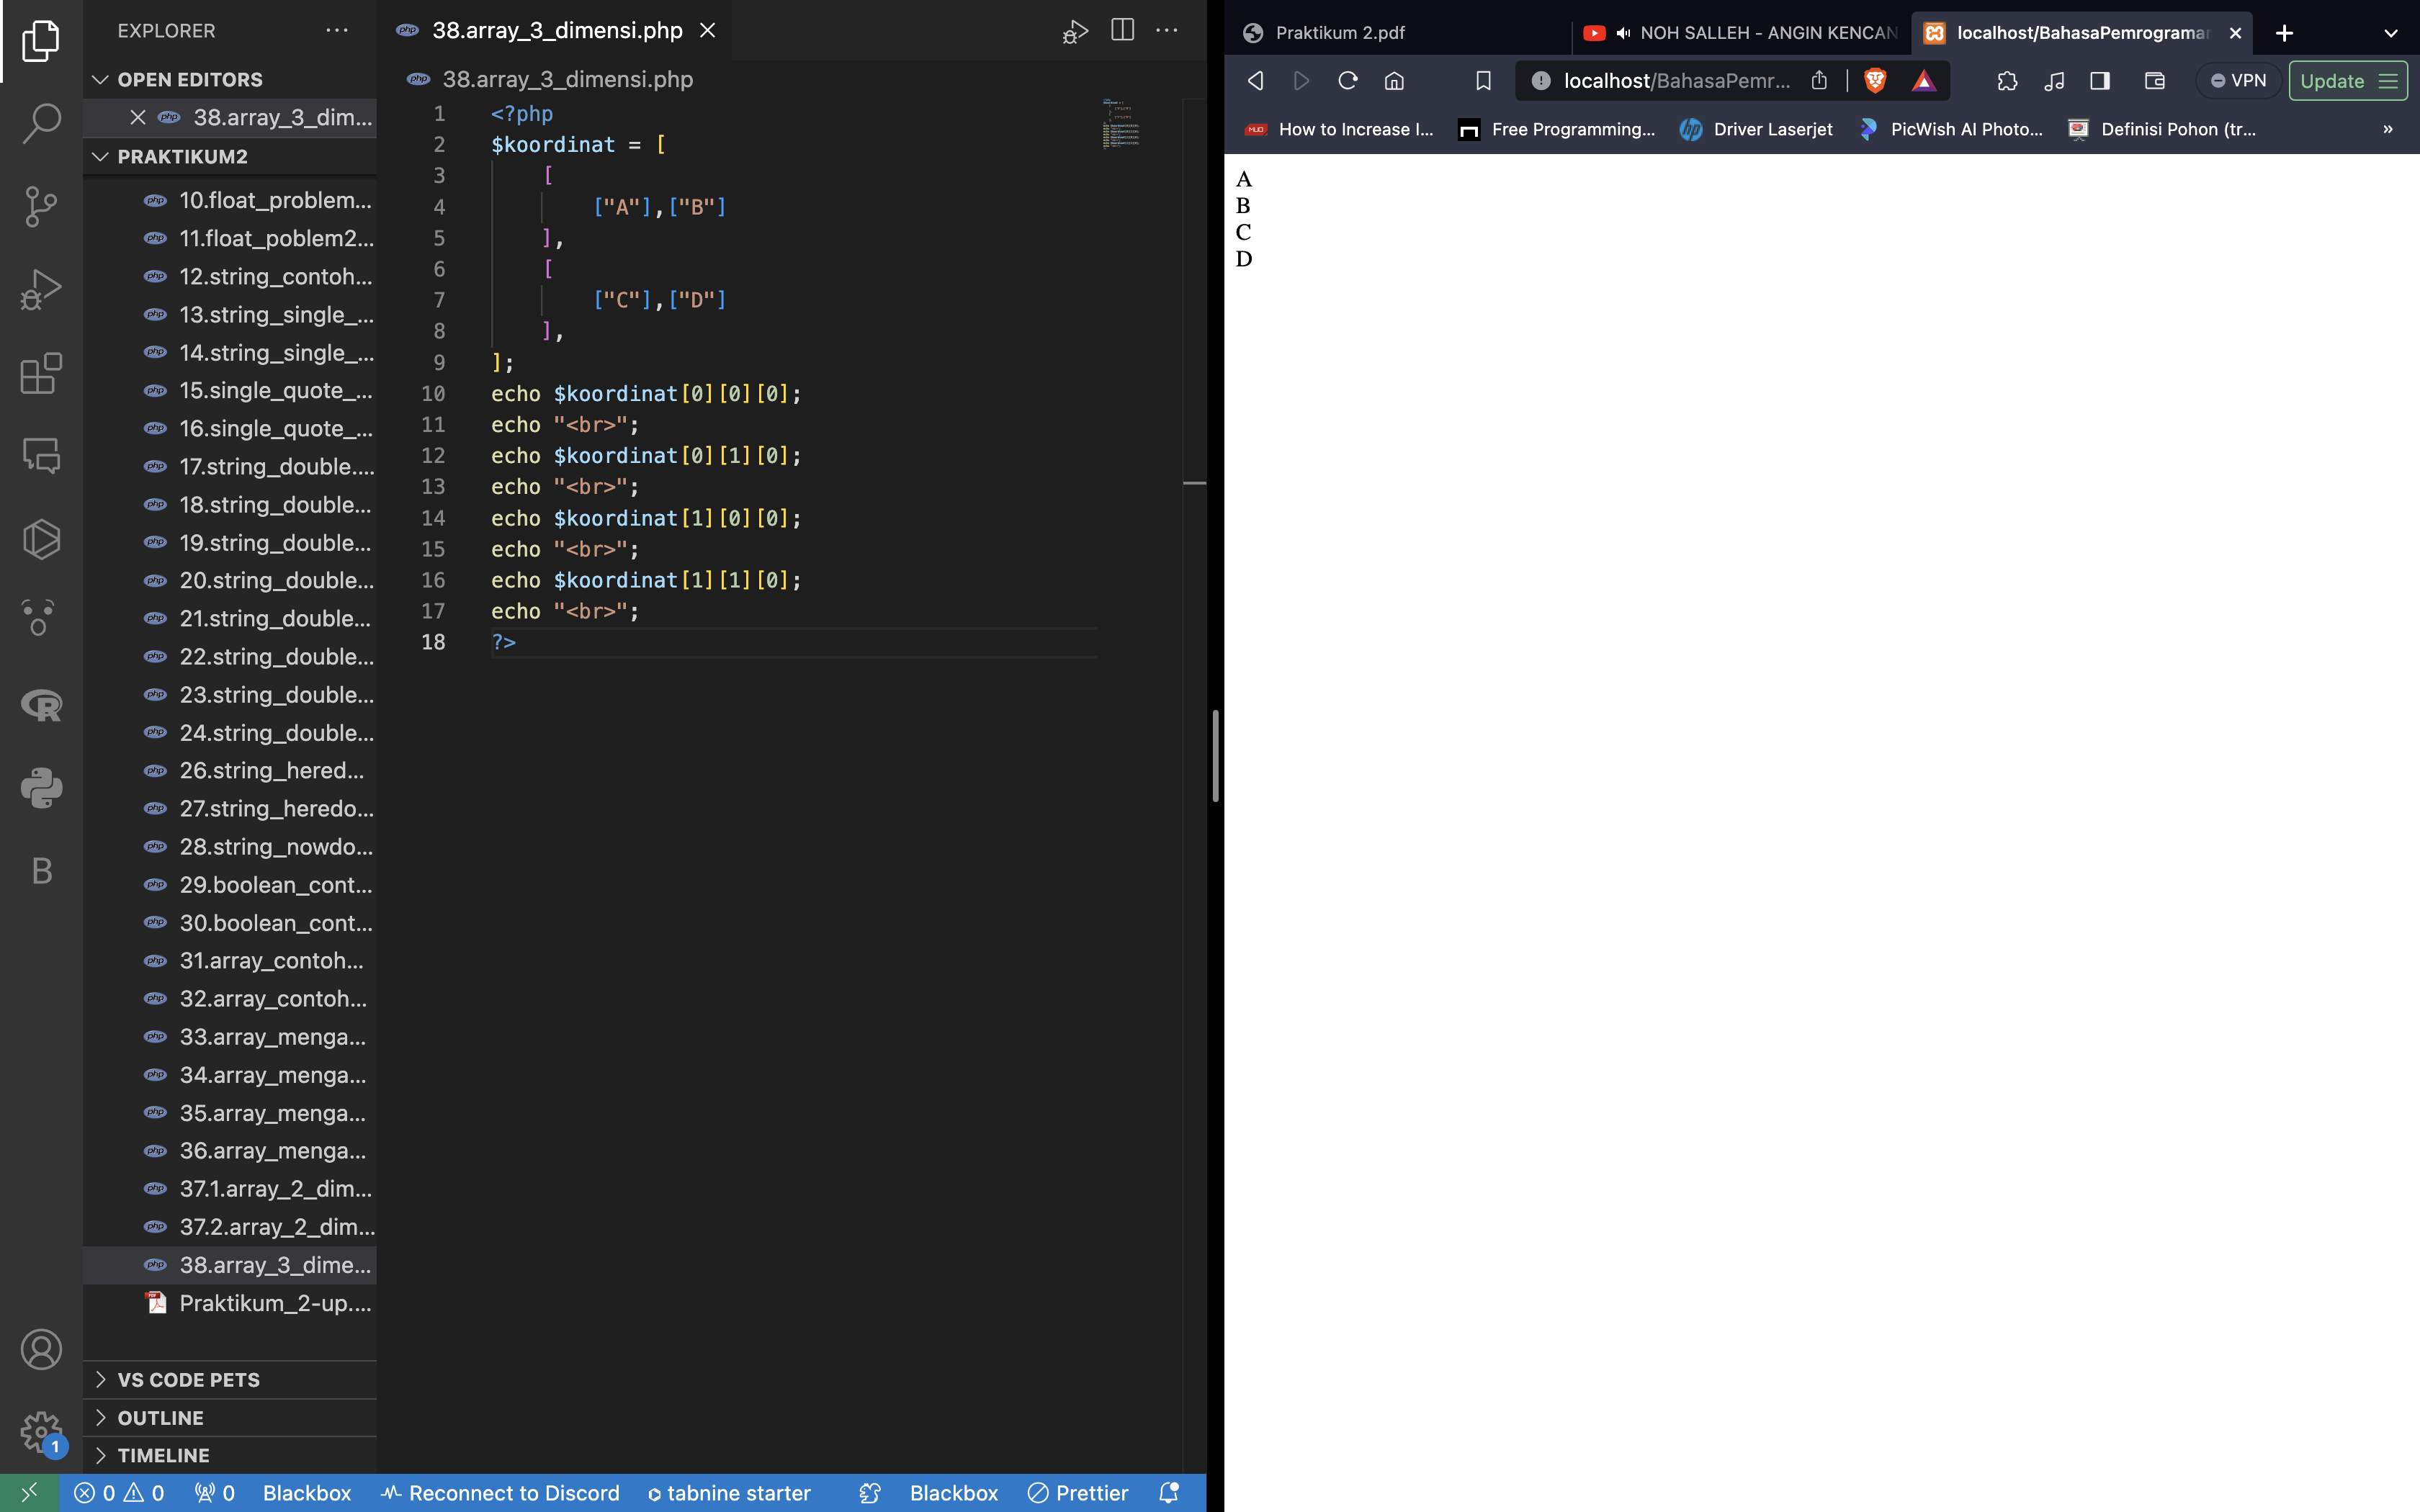 EXPLORER
OPEN EDITORS
38.array_3_dim...
PRAKTIKUM2
10.float_problem...
11.float_poblem2...
12.string_contoh...
13.string_single_...
14.string_single_...
15.single_quote_...
16.single_quote_...
17.string_double....
18.string_double...
19.string_double...
20.string_double...
21.string_double...
22.string_double...
23.string_double...
24.string_double...
26.string_hered...
27.string_heredo...
28.string_nowdo...
29.boolean_cont...
30.boolean_cont...
31.array_contoh...
32.array_contoh...
33.array_menga...
34.array_menga...
35.array_menga...
36.array_menga...
37.1.array_2_dim...
37.2.array_2_dim...
38.array_3_dime...
Praktikum_2-up....
VS CODE PETS
OUTLINE
TIMELINE
B
1
38.array_3_dimensi.php
38.array_3_dimensi.php
1 <?php
2 $koordinat = [
3     [
4         ["A"],["B"]
5     ],
6     [
7         ["C"],["D"]
8     ],
9 ];
10 echo $koordinat[0][0][0];
11 echo "<br>";
12 echo $koordinat[0][1][0];
13 echo "<br>";
14 echo $koordinat[1][0][0];
15 echo "<br>";
16 echo $koordinat[1][1][0];
17 echo "<br>";
18 ?>
0 0 0 Blackbox Reconnect to Discord tabnine starter Blackbox Prettier
Praktikum 2.pdf NOH SALLEH - ANGIN KENCAN localhost/BahasaPemrograma
localhost/BahasaPemr... VPN Update
How to Increase I... Free Programming... Driver Laserjet PicWish AI Photo... Definisi Pohon (tr... »
A
B
C
D